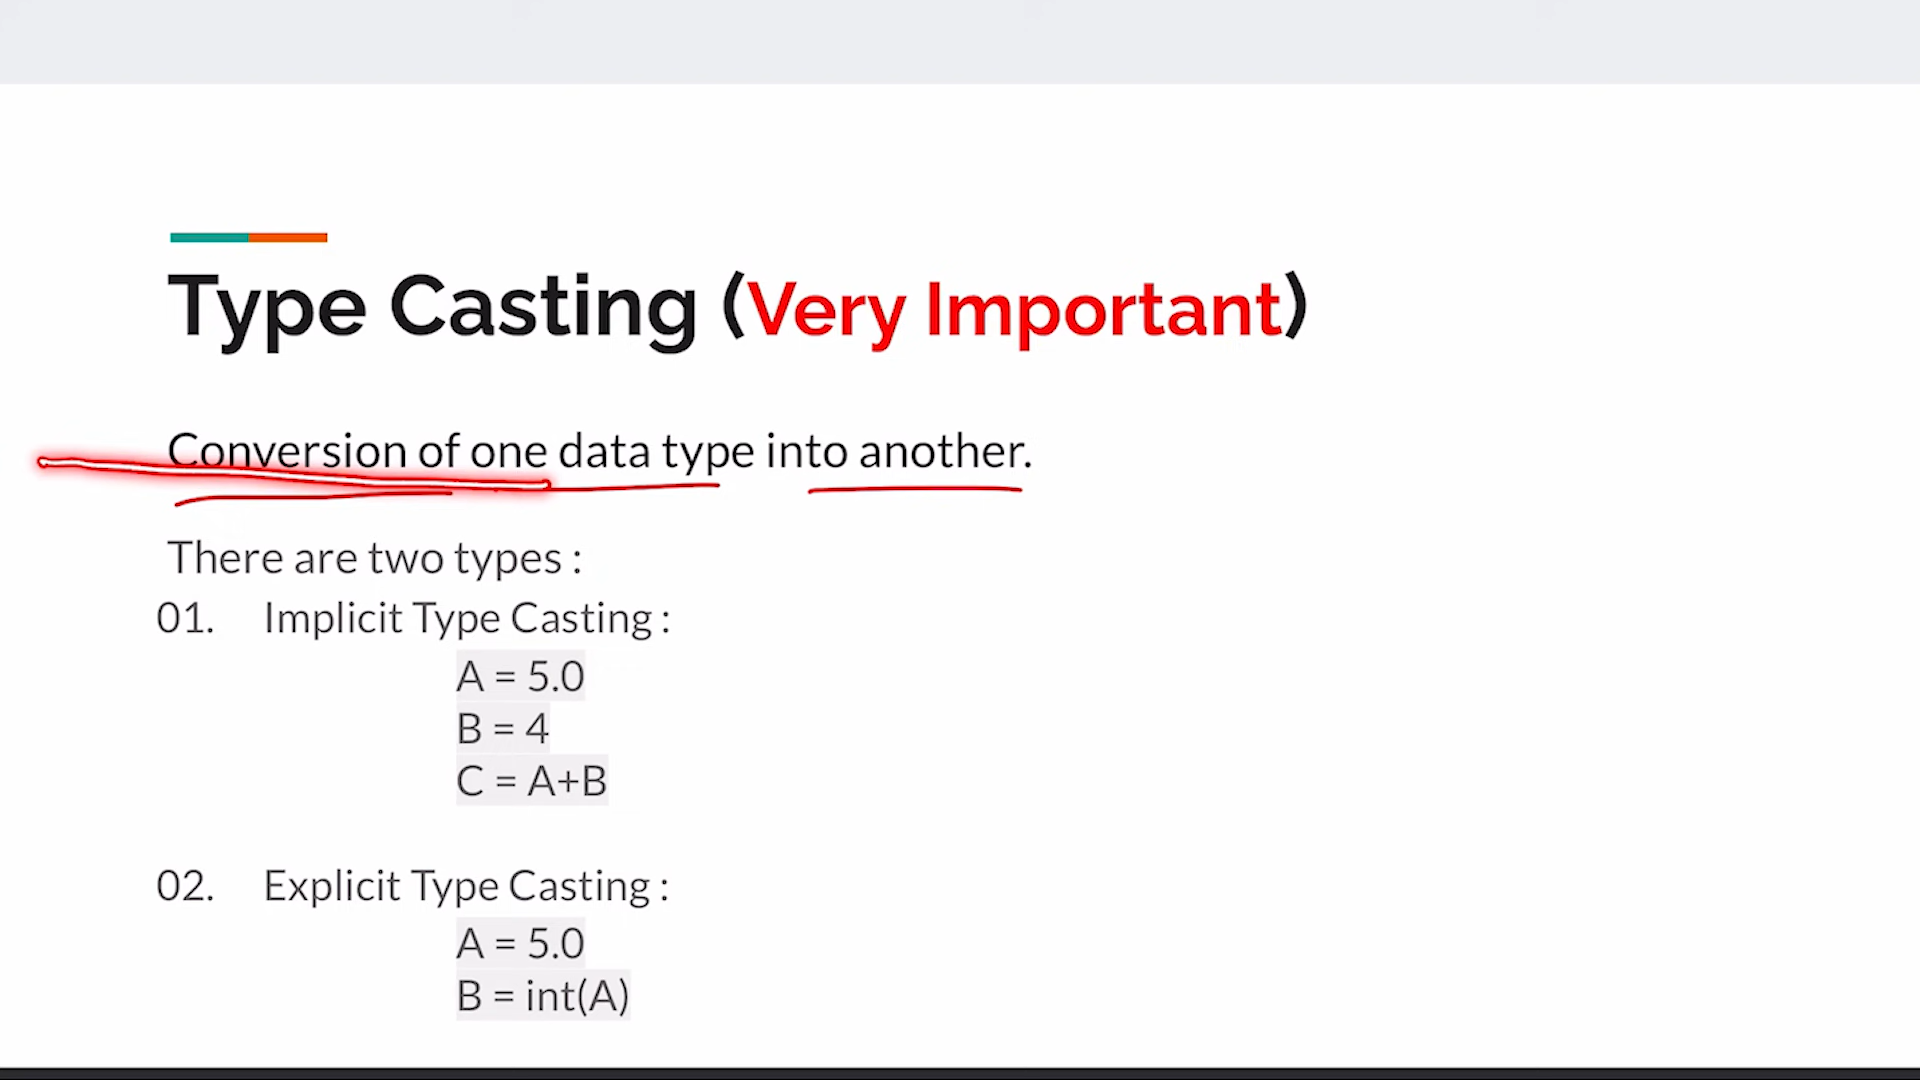 Type Casting (Very Important)
Conversion of one data type into another.
There are two types :
01. Implicit Type Casting :
A = 5.0
B = 4
C = A+B
02. Explicit Type Casting :
A = 5.0
B = int(A)